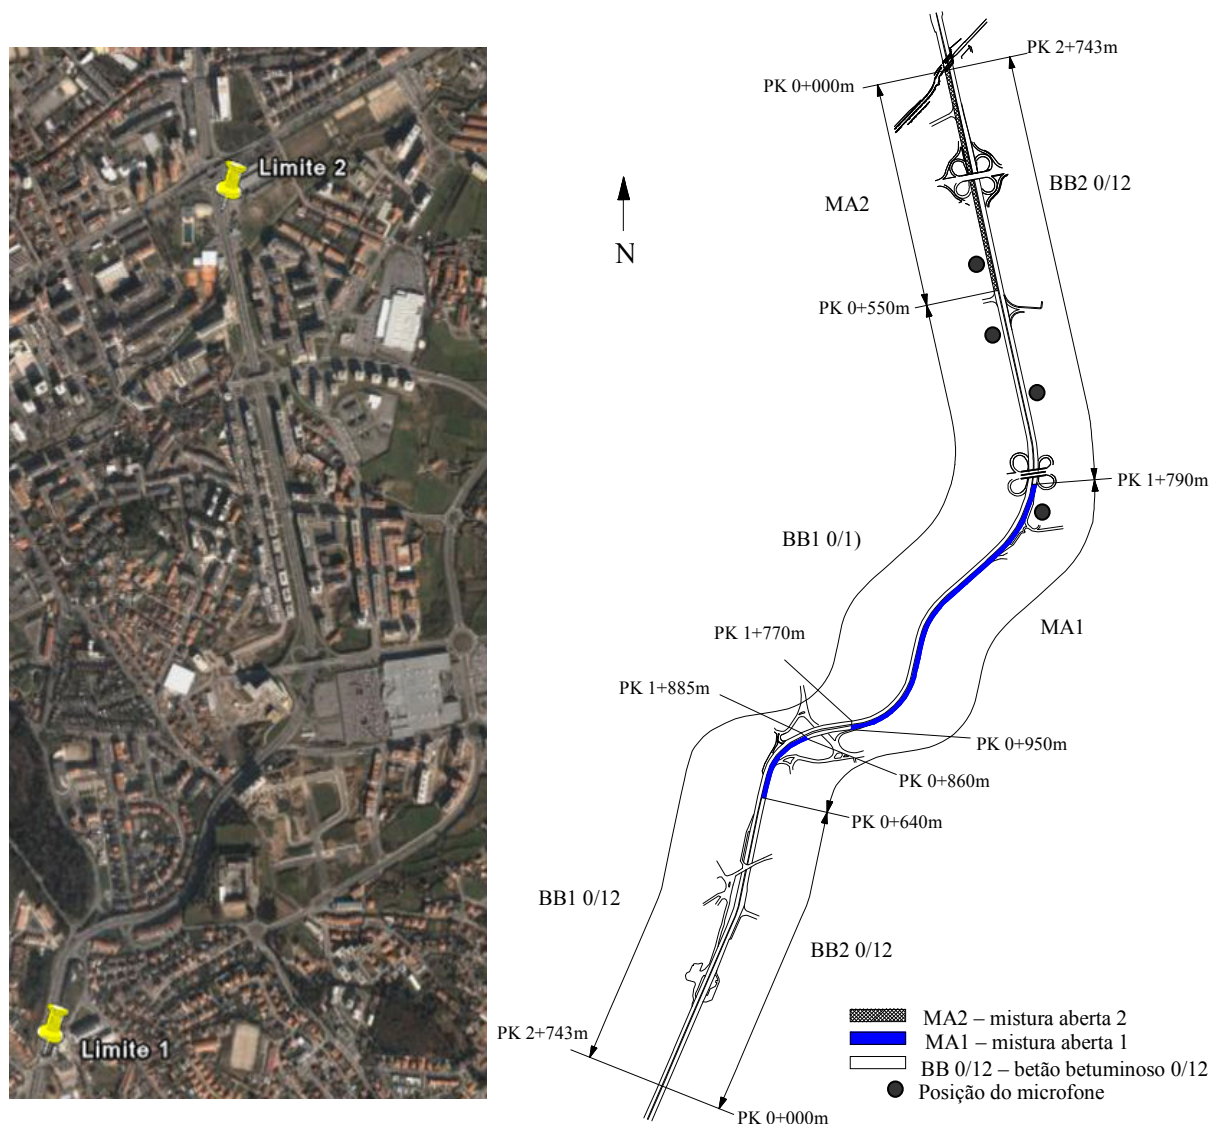 Limite 2
Limite 1
PK 2+743m
PK 0+000m
BB2 0/12
MA2
N
PK 0+550m
PK 1+790m
BB1 0/1)
MA1
PK 1+770m
PK 1+885m
PK 0+950m
PK 0+860m
PK 0+640m
BB1 0/12
BB2 0/12
PK 2+743m
PK 0+000m
MA2 – mistura aberta 2
MA1 – mistura aberta 1
BB 0/12 – betão betuminoso 0/12
Posição do microfone